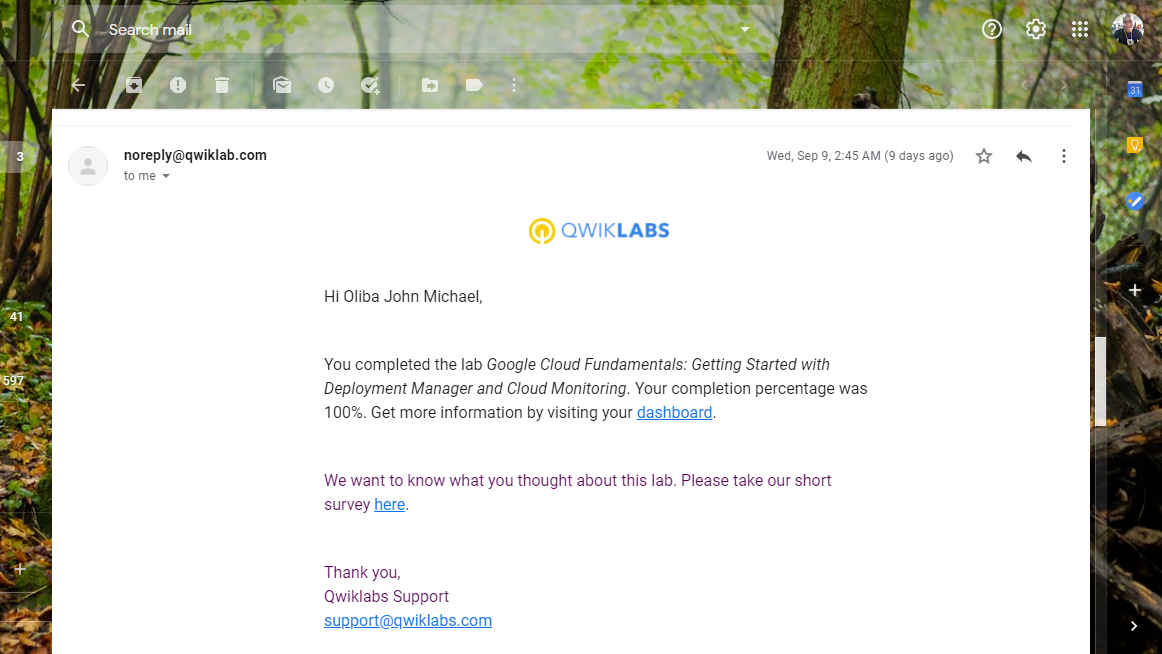 Search mail
31
3
noreply@qwiklab.com
Wed, Sep 9, 2:45 AM (9 days ago)
to me
QWIKLABS
Hi Oliba John Michael,
41
You completed the lab Google Cloud Fundamentals: Getting Started with
Deployment Manager and Cloud Monitoring. Your completion percentage was
597
100%. Get more information by visiting your dashboard.
We want to know what you thought about this lab. Please take our short
survey here.
Thank you,
Qwiklabs Support
support@qwiklabs.com